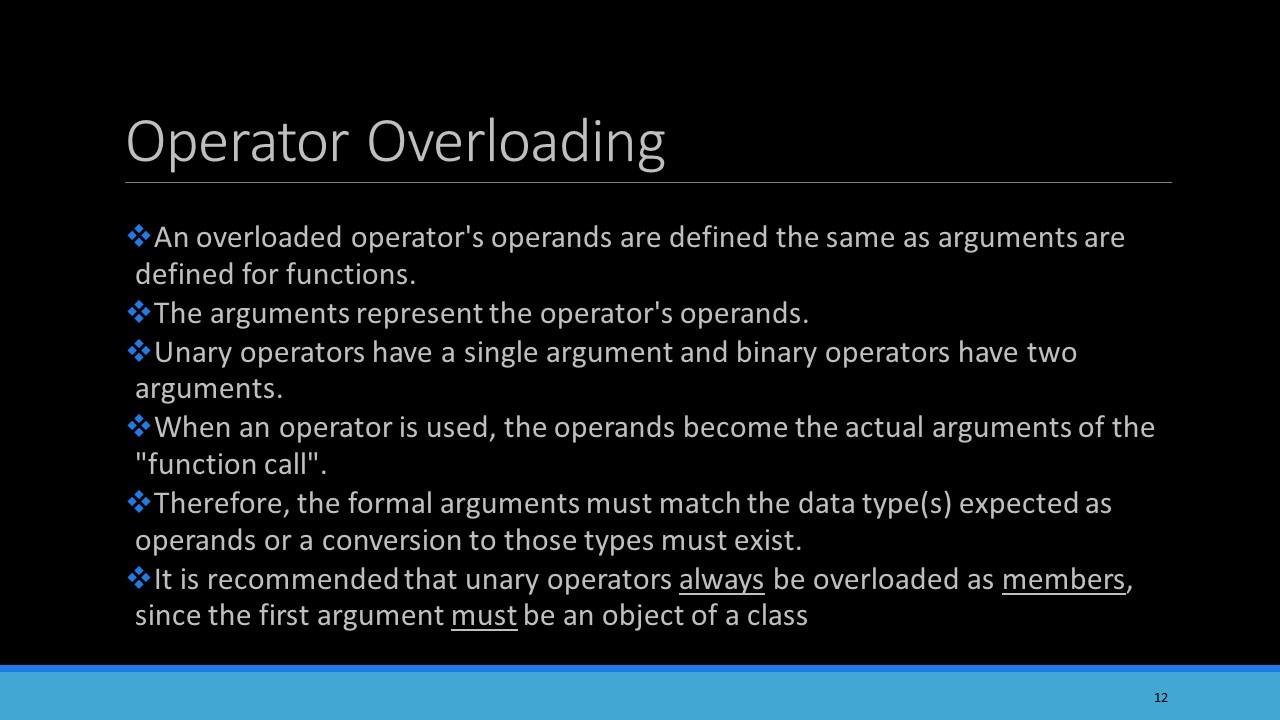 Operator Overloading
❖An overloaded operator's operands are defined the same as arguments are
defined for functions.
❖The arguments represent the operator's operands.
❖Unary operators have a single argument and binary operators have two
arguments.
❖When an operator is used, the operands become the actual arguments of the
"function call".
❖Therefore, the formal arguments must match the data type(s) expected as
operands or a conversion to those types must exist.
❖It is recommended that unary operators always be overloaded as members,
since the first argument must be an object of a class
12